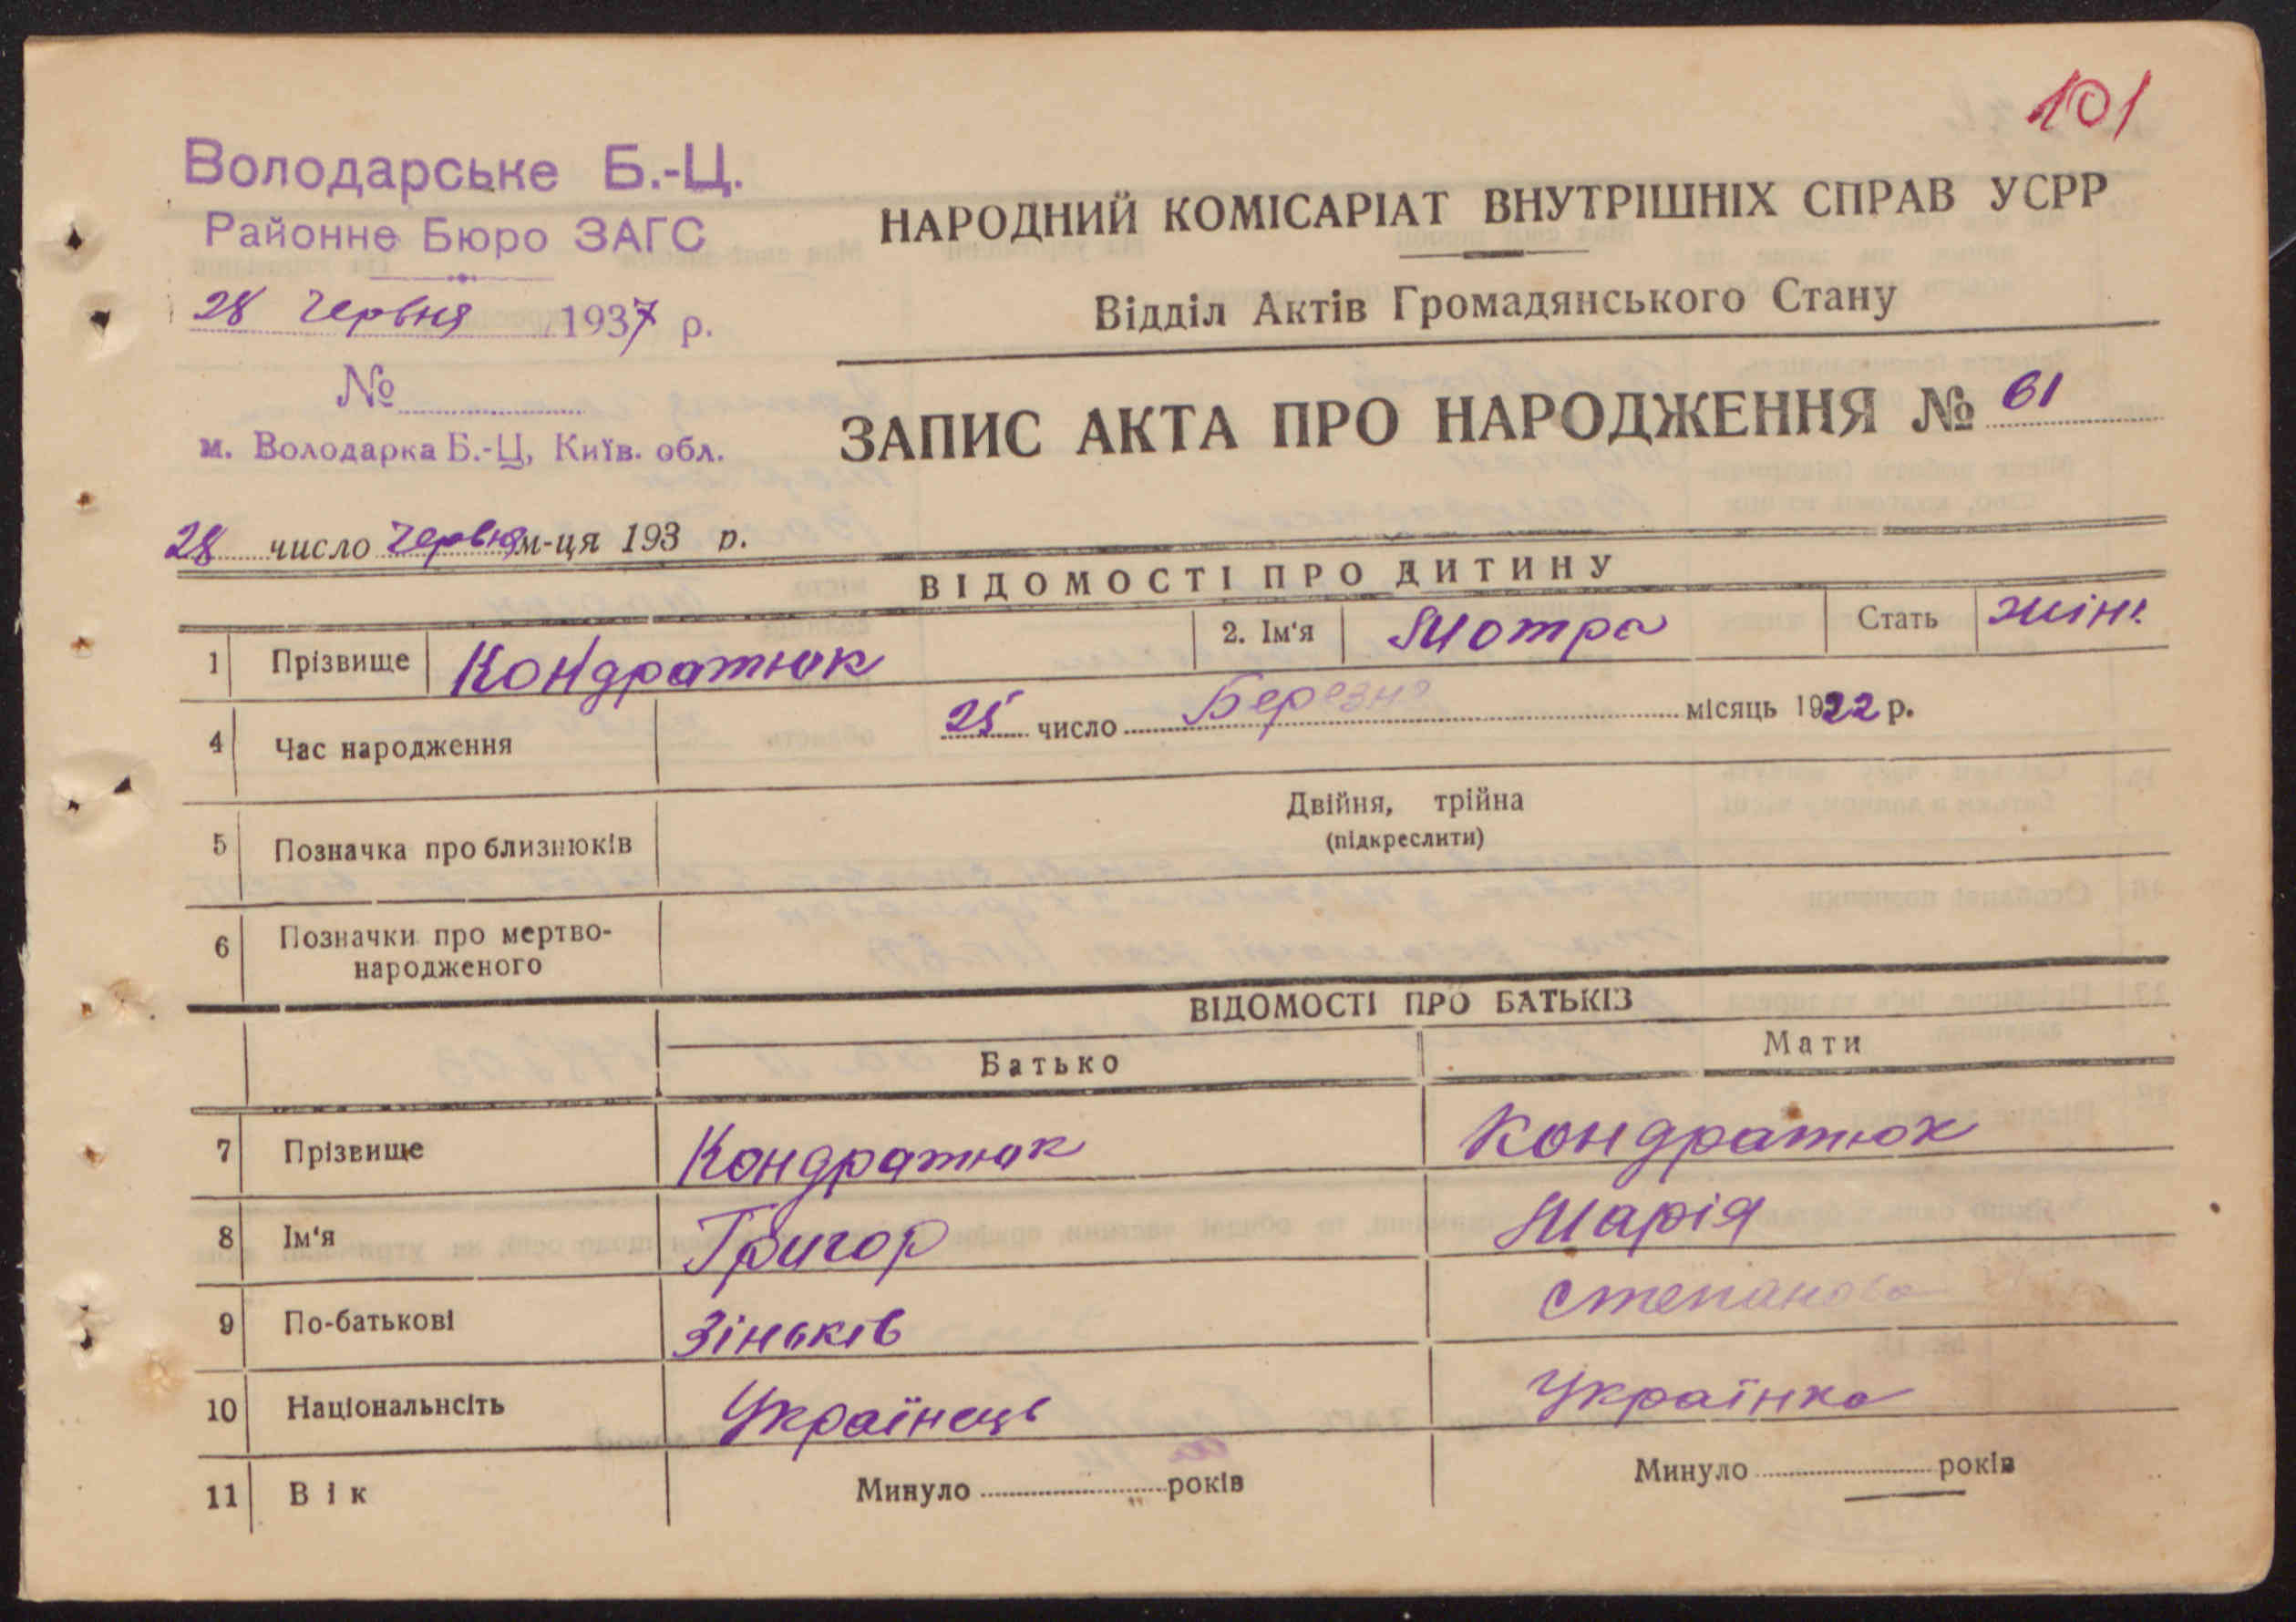 101
Володарське Б.-Ц.
Районне Бюро ЗАГС
28 Червня 1937 р.
№
м. Володарка Б.-Ц, Київ. обл.
НАРОДНИЙ КОМІСАРІАТ ВНУТРІШНІХ СПРАВ УСРР
Відділ Актів Громадянського Стану
ЗАПИС АКТА ПРО НАРОДЖЕННЯ № 61
28 число Червня м-ця 193 р.
ВІДОМОСТІ ПРО ДИТИНУ
1 Прізвище Кондратюк 2. Ім'я Мотря Стать жін.
4 Час народження 25 число Березня місяць 1922 р.
5 Позначка про близнюків Двійня, трійна
(підкреслити)
6 Позначки про мертво-
народженого
ВІДОМОСТІ ПРО БАТЬКІЗ
Батько Мати
7 Прізвище Кондратюк Кондратюк
8 Ім'я Григор Марія
9 По-батькові Зіньків Степанова
10 Національнсіть Українець Українка
11 Вік Минуло років Минуло років